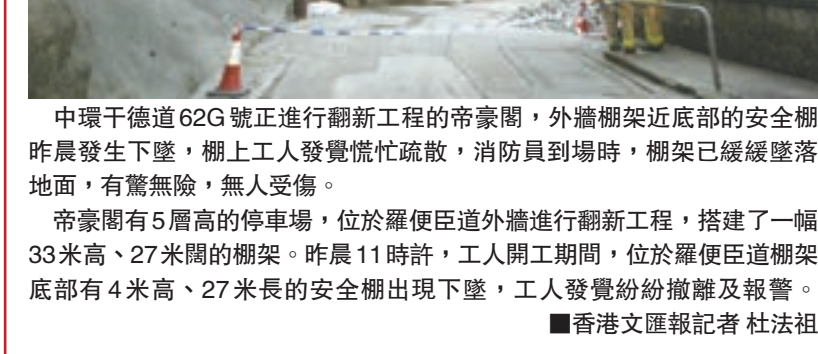 中環干德道62G號正進行翻新工程的帝豪閣，外牆棚架近底部的安全棚
昨晨發生下墜，棚上工人發覺慌忙疏散，消防員到場時，棚架已緩緩墜落
地面，有驚無險，無人受傷。
帝豪閣有5層高的停車場，位於羅便臣道外牆進行翻新工程，搭建了一幅
33米高、27米闊的棚架。昨晨11時許，工人開工期間，位於羅便臣道棚架
底部有4米高、27米長的安全棚出現下墜，工人發覺紛紛撤離及報警。
■香港文匯報記者 杜法祖